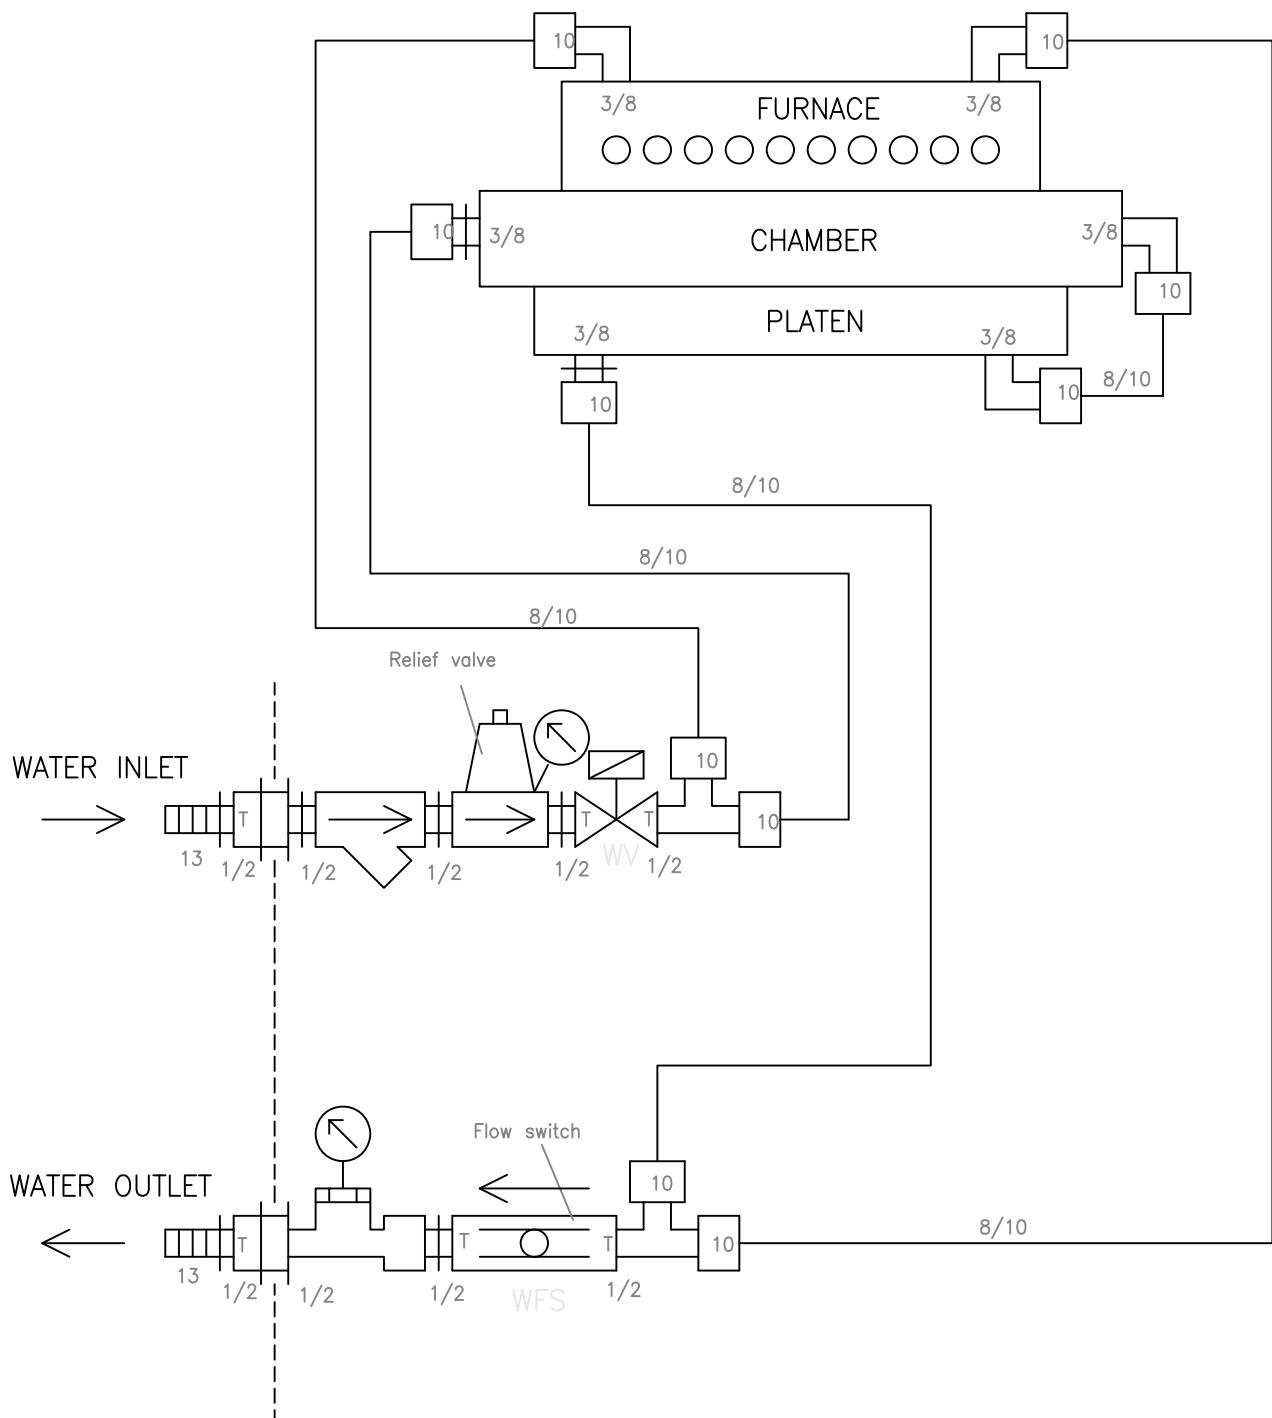 10
10
3/8
FURNACE
3/8
10
3/8
CHAMBER
3/8
10
3/8
PLATEN
3/8
10
10
8/10
8/10
8/10
8/10
Relief valve
WATER INLET
10
T
T
T
10
13
1/2
1/2
1/2
1/2
WV
1/2
Flow switch
WATER OUTLET
10
8/10
T
T
T
10
13
1/2
1/2
1/2
WFS
1/2